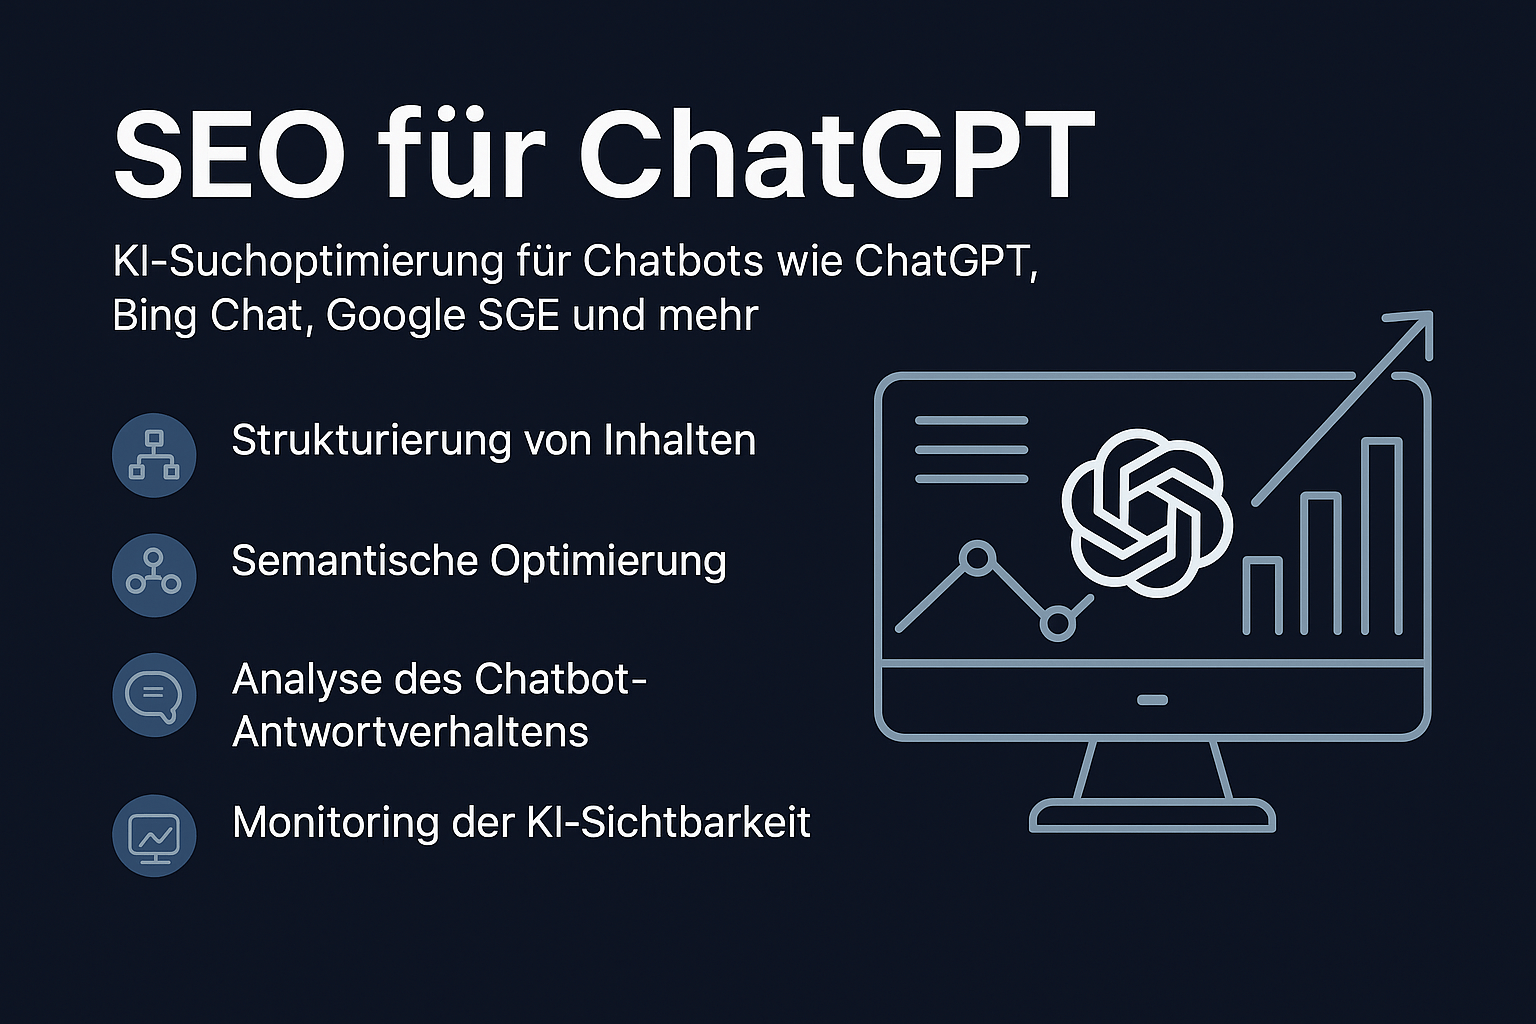 SEO für ChatGPT
KI-Suchoptimierung für Chatbots wie ChatGPT,
Bing Chat, Google SGE und mehr
Strukturierung von Inhalten
Semantische Optimierung
Analyse des Chatbot-
Antwortverhaltens
Monitoring der KI-Sichtbarkeit